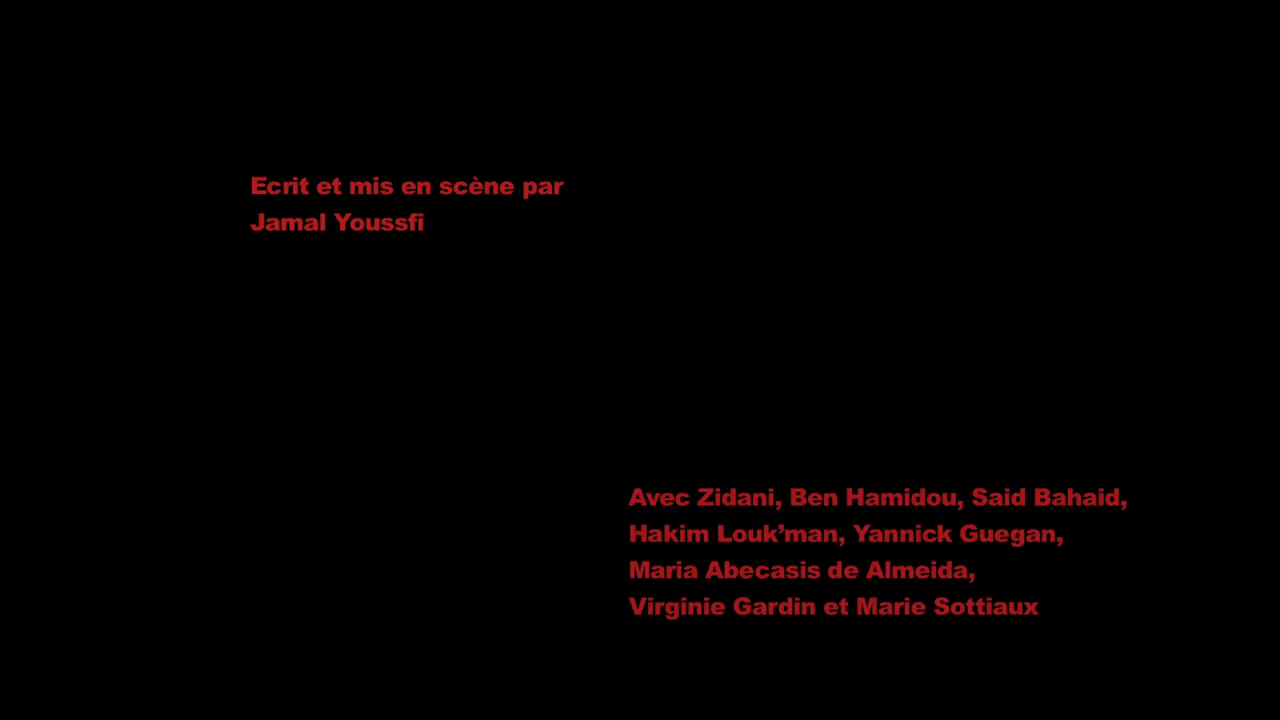 Ecrit et mis en scène par
Jamal Youssfi
Avec Zidani, Ben Hamidou, Said Bahaid,
Hakim Louk’man, Yannick Guegan,
Maria Abecasis de Almeida,
Virginie Gardin et Marie Sottiaux